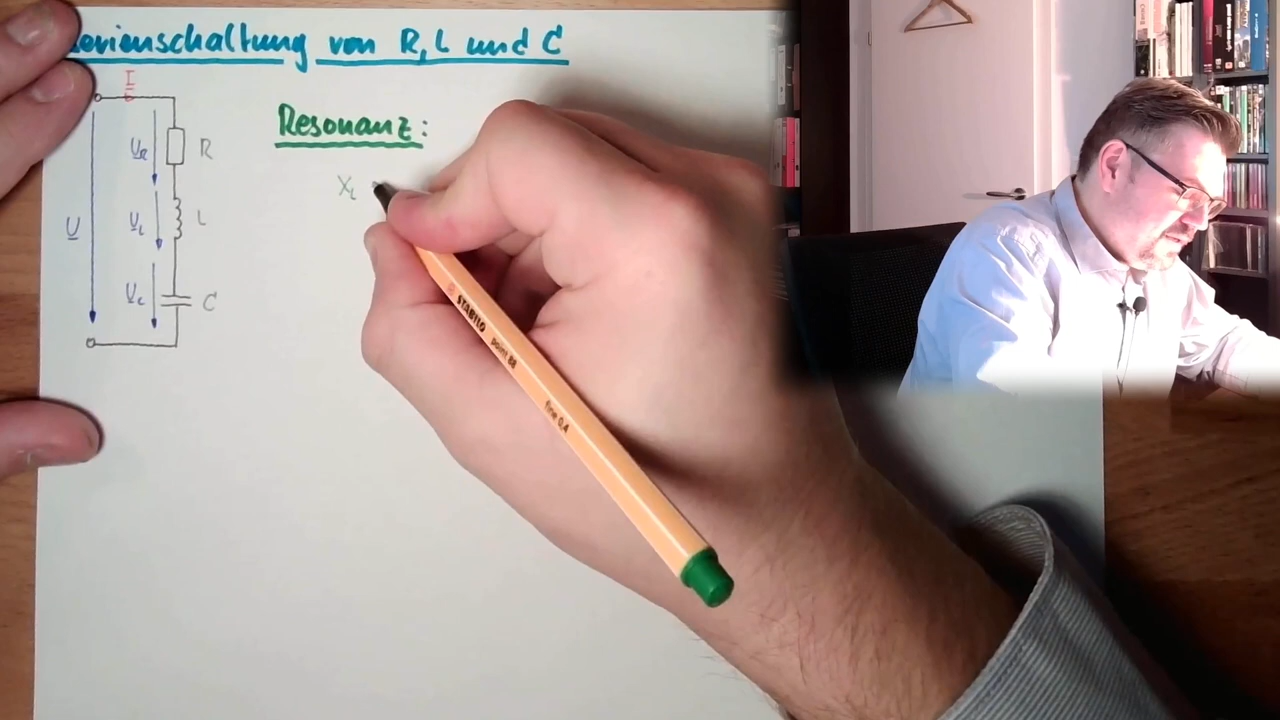 erienschaltung von R, L und C
I
Resonanz:
U_R R
X_L
U U_L L
U_C C
STABILO point 88 fine 0,4